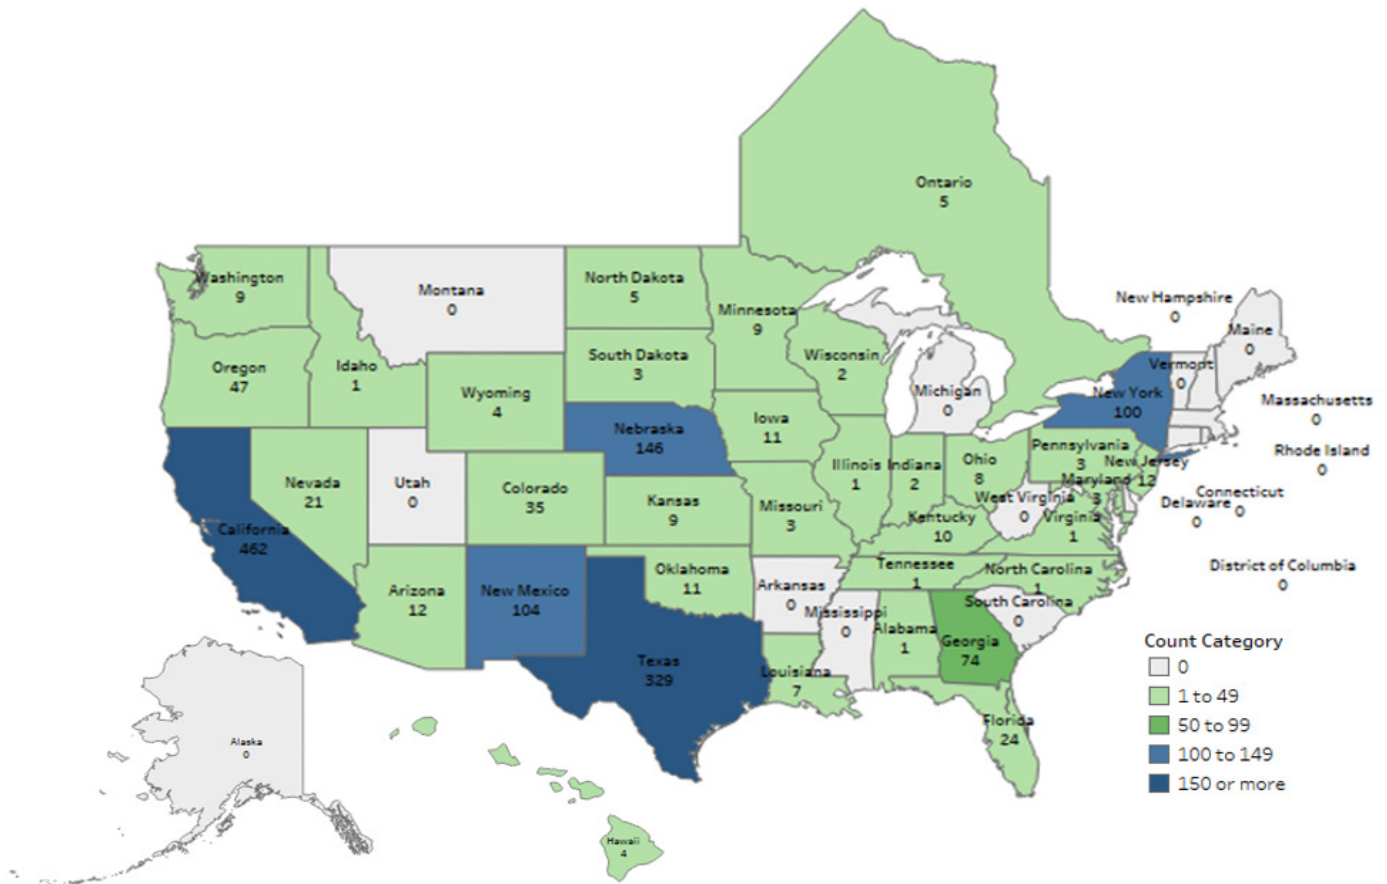 Ontario
5
Washington
9
Montana
0
North Dakota
5
Minnesota
9
New Hampshire
0
Maine
0
Oregon
47
Idaho
1
South Dakota
3
Wisconsin
2
Vermont
0
Wyoming
4
Michigan
0
New York
100
Massachusetts
0
Nebraska
146
Iowa
11
Pennsylvania
3
Rhode Island
0
Nevada
21
Utah
0
Colorado
35
Kansas
9
Missouri
3
Illinois
1
Indiana
2
Ohio
8
New Jersey
12
Maryland
3
West Virginia
0
Virginia
1
Delaware
0
Connecticut
0
California
462
Kentucky
10
Arizona
12
New Mexico
104
Oklahoma
11
Arkansas
0
Tennessee
1
North Carolina
1
District of Columbia
0
Mississippi
0
Alabama
1
Georgia
74
South Carolina
0
Texas
329
Louisiana
7
Florida
24
Alaska
0
Hawaii
4
Count Category
0
1 to 49
50 to 99
100 to 149
150 or more